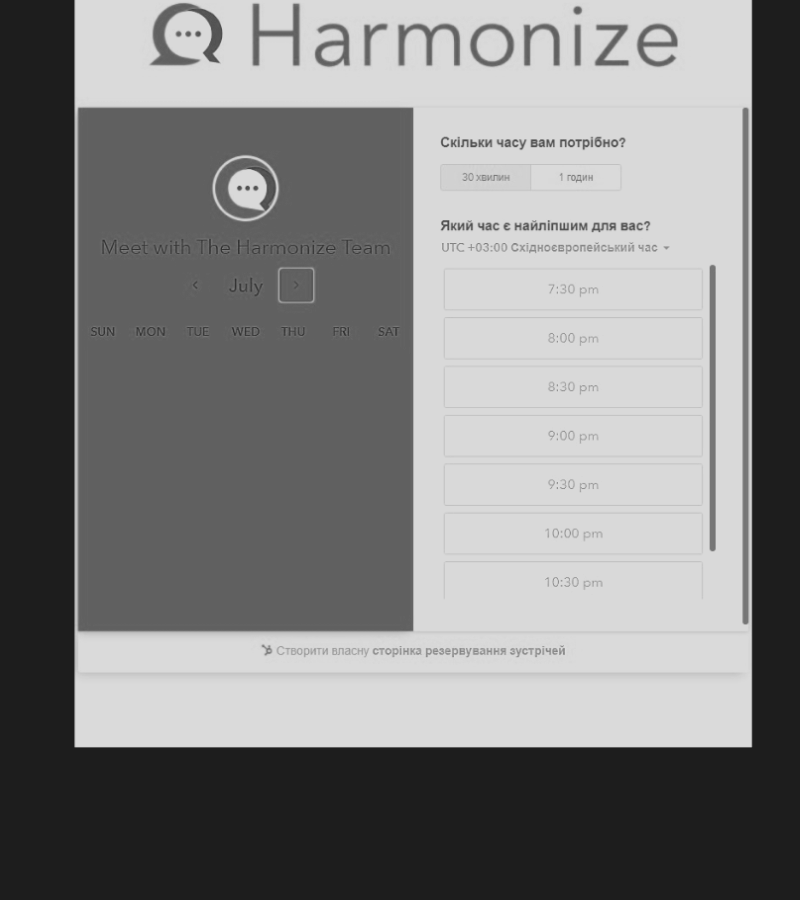 Harmonize
Meet with The Harmonize Team
July
SUN MON TUE WED THU FRI SAT
Скільки часу вам потрібно?
30 хвилин 1 годин
Який час є найліпшим для вас?
UTC +03:00 Східноєвропейський час
7:30 pm
8:00 pm
8:30 pm
9:00 pm
9:30 pm
10:00 pm
10:30 pm
Створити власну сторінка резервування зустрічей